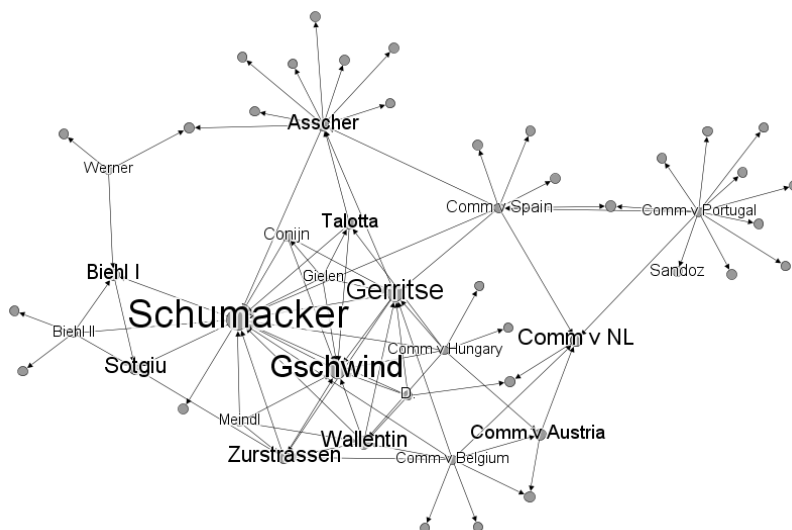 Asscher
Werner
Comm v Spain
Comm v Portugal
Talotta
Conijn
Biehl I
Gielen
Sandoz
Gerritse
Schumacker
Biehl II
Comm v NL
Comm v Hungary
Sotgiu
Gschwind
D.
Meindl
Comm v Austria
Wallentin
Zurstrassen
Comm v Belgium